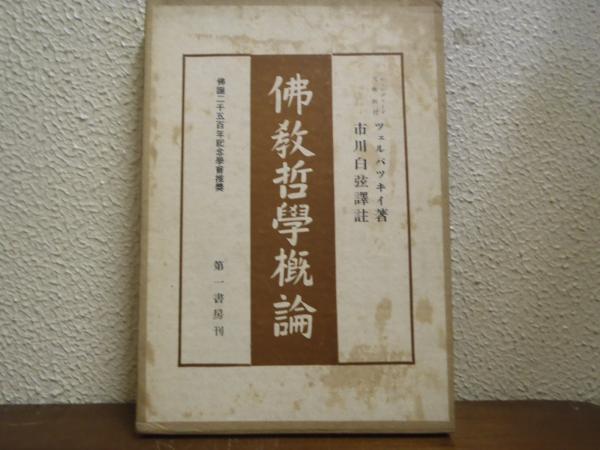 ツェルバツキイ著
市川白弦譯註
佛教哲學槪論
佛誕二千五百年記念學會推奬
第一書房刊